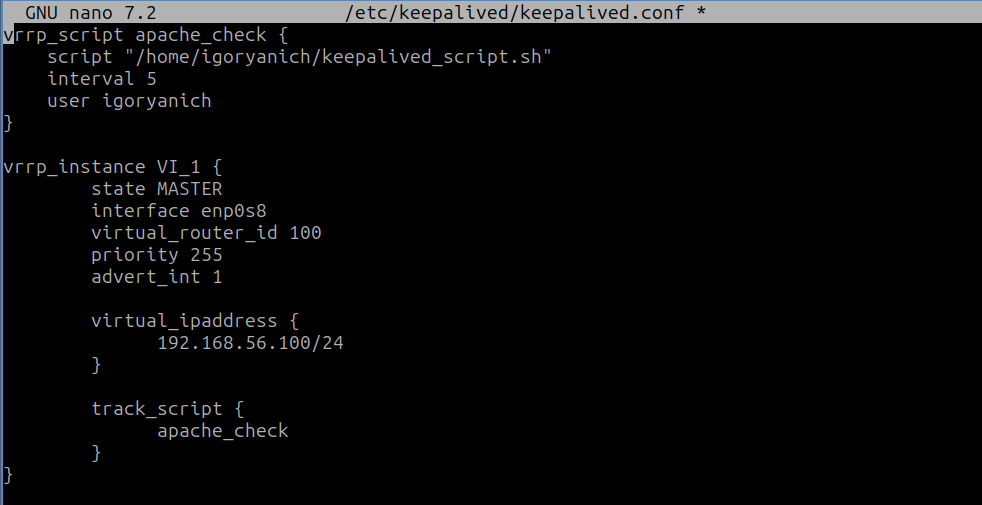 GNU nano 7.2 /etc/keepalived/keepalived.conf *
vrrp_script apache_check {
script "/home/igoryanich/keepalived_script.sh"
interval 5
user igoryanich
}
vrrp_instance VI_1 {
state MASTER
interface enp0s8
virtual_router_id 100
priority 255
advert_int 1
virtual_ipaddress {
192.168.56.100/24
}
track_script {
apache_check
}
}